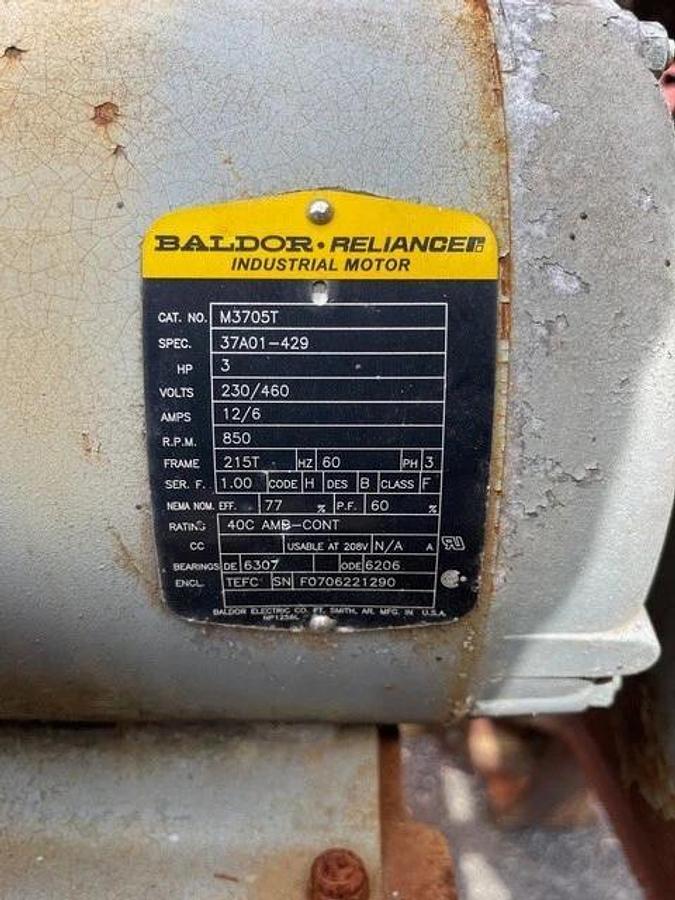 BALDOR • RELIANCE
INDUSTRIAL MOTOR
CAT. NO. M3705T
SPEC. 37A01-429
HP 3
VOLTS 230/460
AMPS 12/6
R.P.M. 850
FRAME 215T HZ 60 PH 3
SER. F. 1.00 CODE H DES B CLASS F
NEMA NOM. EFF. 77 % P.F. 60 %
RATING 40C AMB-CONT
CC USABLE AT 208V N/A A
BEARINGS DE 6307 ODE 6206
ENCL. TEFC SN F0706221290
BALDOR ELECTRIC CO. FT. SMITH, AR. MFG. IN U.S.A.
NP1256L